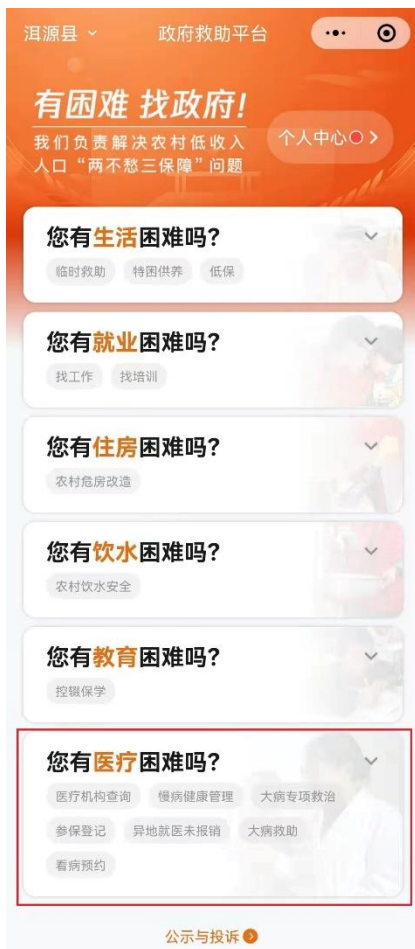 洱源县 政府救助平台
有困难 找政府!
我们负责解决农村低收入
人口“两不愁三保障”问题
个人中心
您有生活困难吗?
临时救助 特困供养 低保
您有就业困难吗?
找工作 找培训
您有住房困难吗?
农村危房改造
您有饮水困难吗?
农村饮水安全
您有教育困难吗?
控辍保学
您有医疗困难吗?
医疗机构查询 慢病健康管理 大病专项救治
参保登记 异地就医未报销 大病救助
看病预约
公示与投诉